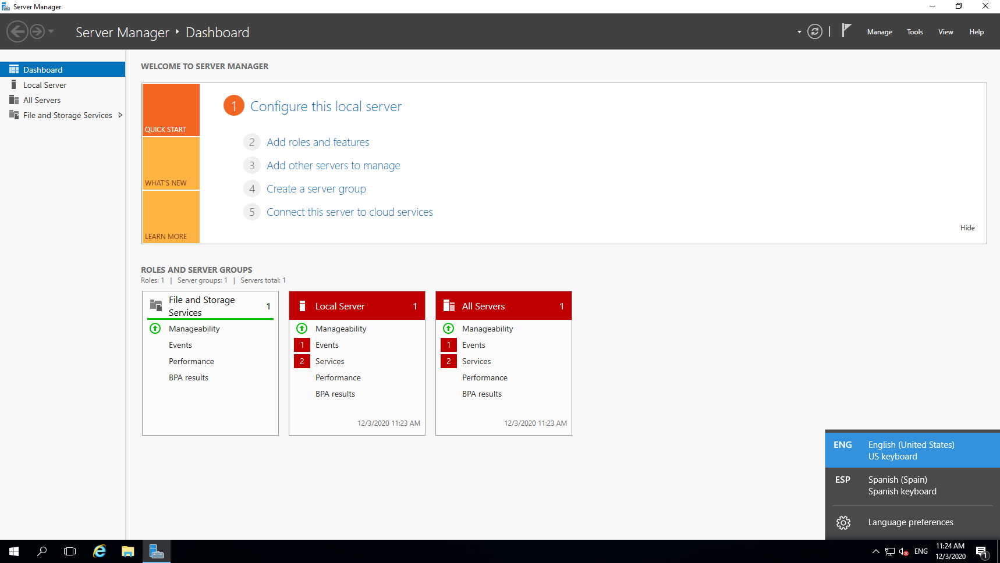 Server Manager
Server Manager ‣ Dashboard
Manage
Tools
View
Help
Dashboard
Local Server
All Servers
File and Storage Services
WELCOME TO SERVER MANAGER
QUICK START
WHAT'S NEW
LEARN MORE
1 Configure this local server
2 Add roles and features
3 Add other servers to manage
4 Create a server group
5 Connect this server to cloud services
Hide
ROLES AND SERVER GROUPS
Roles: 1 | Server groups: 1 | Servers total: 1
File and Storage
Services
1
Manageability
Events
Performance
BPA results
Local Server 1
Manageability
1 Events
2 Services
Performance
BPA results
12/3/2020 11:23 AM
All Servers 1
Manageability
1 Events
2 Services
Performance
BPA results
12/3/2020 11:23 AM
ENG English (United States)
US keyboard
ESP Spanish (Spain)
Spanish keyboard
Language preferences
ENG
11:24 AM
12/3/2020
1